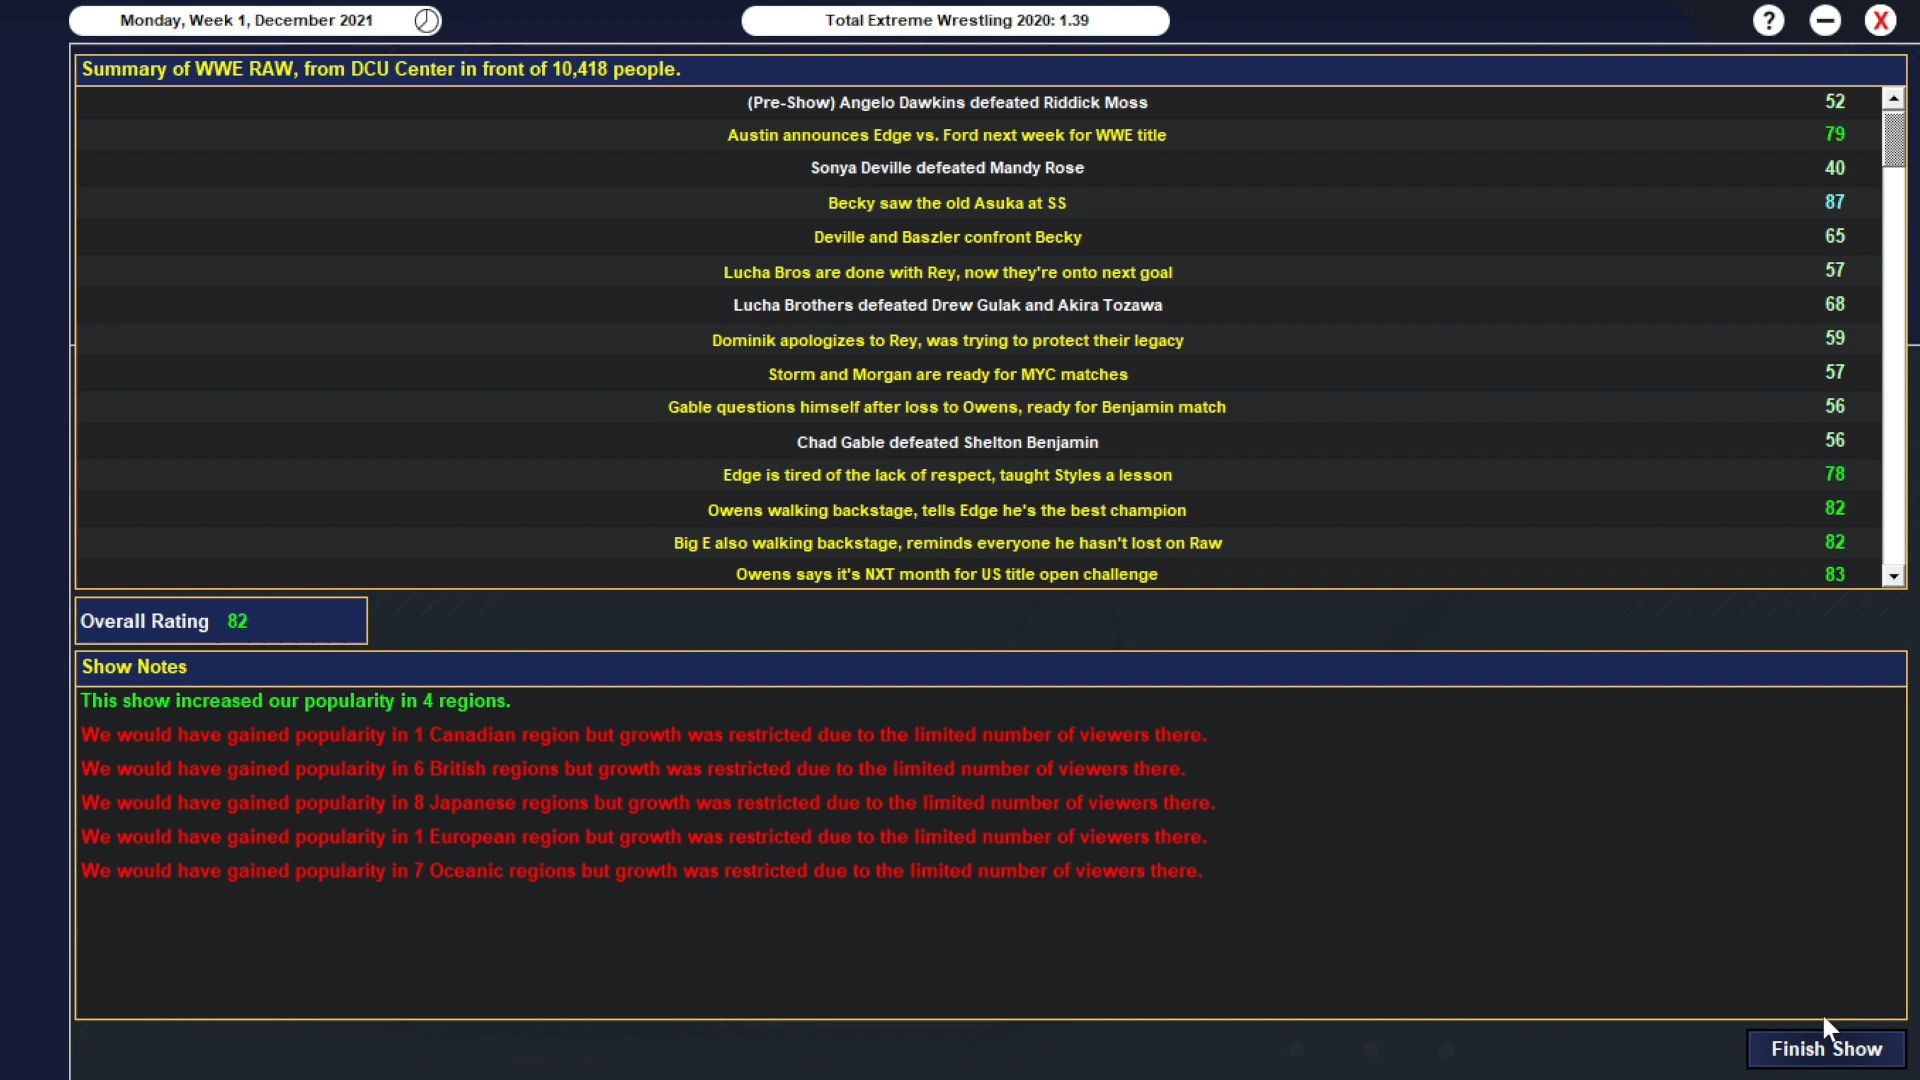 Monday, Week 1, December 2021
Total Extreme Wrestling 2020: 1.39
? − X
Summary of WWE RAW, from DCU Center in front of 10,418 people.
(Pre-Show) Angelo Dawkins defeated Riddick Moss 52
Austin announces Edge vs. Ford next week for WWE title 79
Sonya Deville defeated Mandy Rose 40
Becky saw the old Asuka at SS 87
Deville and Baszler confront Becky 65
Lucha Bros are done with Rey, now they're onto next goal 57
Lucha Brothers defeated Drew Gulak and Akira Tozawa 68
Dominik apologizes to Rey, was trying to protect their legacy 59
Storm and Morgan are ready for MYC matches 57
Gable questions himself after loss to Owens, ready for Benjamin match 56
Chad Gable defeated Shelton Benjamin 56
Edge is tired of the lack of respect, taught Styles a lesson 78
Owens walking backstage, tells Edge he's the best champion 82
Big E also walking backstage, reminds everyone he hasn't lost on Raw 82
Owens says it's NXT month for US title open challenge 83
Overall Rating 82
Show Notes
This show increased our popularity in 4 regions.
We would have gained popularity in 1 Canadian region but growth was restricted due to the limited number of viewers there.
We would have gained popularity in 6 British regions but growth was restricted due to the limited number of viewers there.
We would have gained popularity in 8 Japanese regions but growth was restricted due to the limited number of viewers there.
We would have gained popularity in 1 European region but growth was restricted due to the limited number of viewers there.
We would have gained popularity in 7 Oceanic regions but growth was restricted due to the limited number of viewers there.
Finish Show